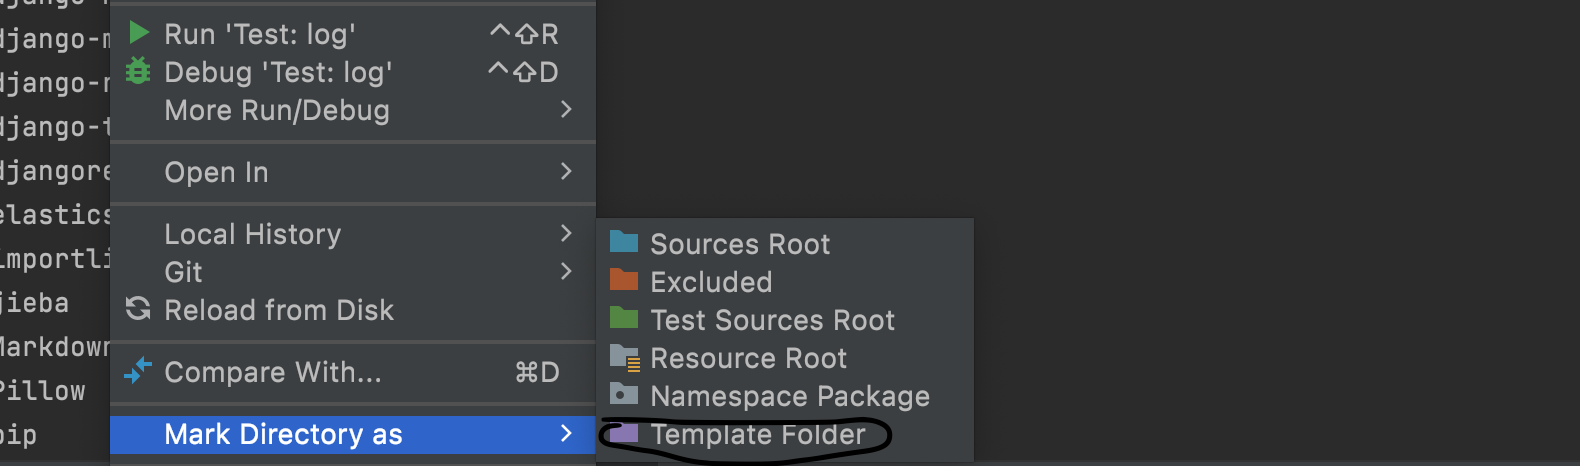 django-m
django-r
django-t
djangore
elastics
importli
jieba
Markdown
Pillow
pip
Run 'Test: log' ^⇧R
Debug 'Test: log' ^⇧D
More Run/Debug >
Open In >
Local History >
Git >
Reload from Disk
Compare With... ⌘D
Mark Directory as >
Sources Root
Excluded
Test Sources Root
Resource Root
Namespace Package
Template Folder